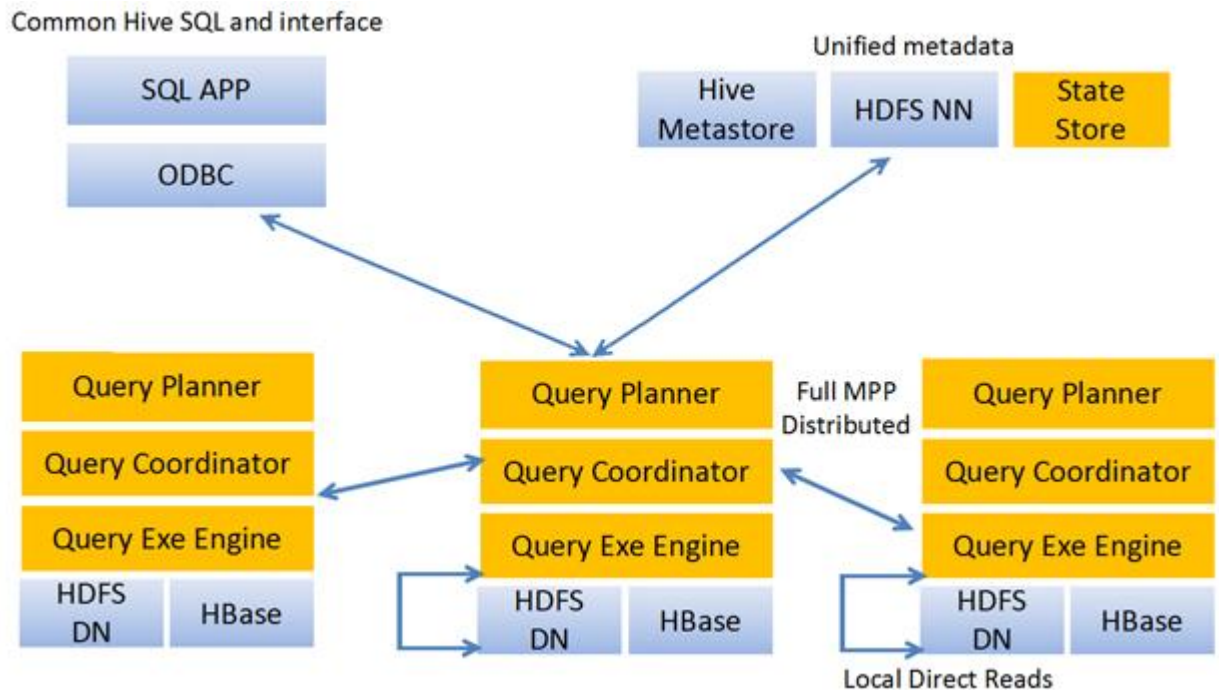 Common Hive SQL and interface
SQL APP
ODBC
Unified metadata
Hive
Metastore
HDFS NN
State
Store
Query Planner
Query Coordinator
Query Exe Engine
HDFS
DN
HBase
Query Planner
Query Coordinator
Query Exe Engine
HDFS
DN
HBase
Full MPP
Distributed
Query Planner
Query Coordinator
Query Exe Engine
HDFS
DN
HBase
Local Direct Reads